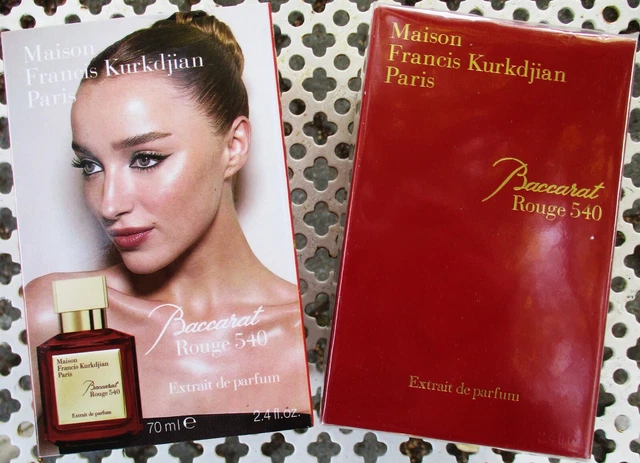 Maison
Francis Kurkdjian
Paris
Baccarat
Rouge 540
Extrait de parfum
70 ml e 2.4 fl.oz.
Maison
Francis Kurkdjian
Paris
Baccarat
Rouge 540
Extrait de parfum
Maison
Francis Kurkdjian
Paris
Baccarat
Rouge 540
Extrait de parfum